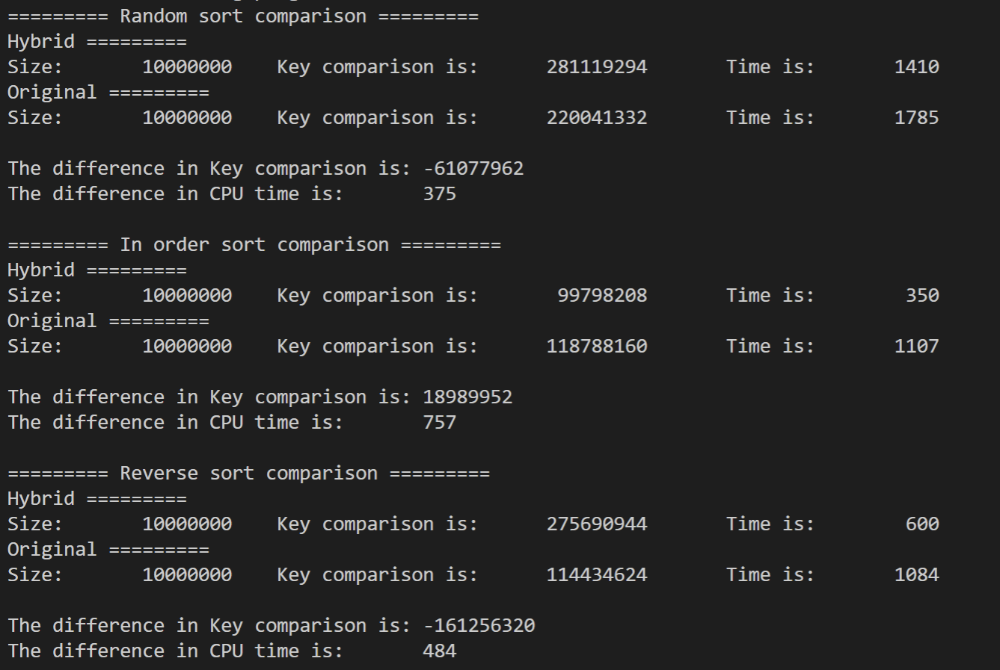 ========= Random sort comparison =========
Hybrid =========
Size: 10000000 Key comparison is: 281119294 Time is: 1410
Original =========
Size: 10000000 Key comparison is: 220041332 Time is: 1785
The difference in Key comparison is: -61077962
The difference in CPU time is: 375
========= In order sort comparison =========
Hybrid =========
Size: 10000000 Key comparison is: 99798208 Time is: 350
Original =========
Size: 10000000 Key comparison is: 118788160 Time is: 1107
The difference in Key comparison is: 18989952
The difference in CPU time is: 757
========= Reverse sort comparison =========
Hybrid =========
Size: 10000000 Key comparison is: 275690944 Time is: 600
Original =========
Size: 10000000 Key comparison is: 114434624 Time is: 1084
The difference in Key comparison is: -161256320
The difference in CPU time is: 484